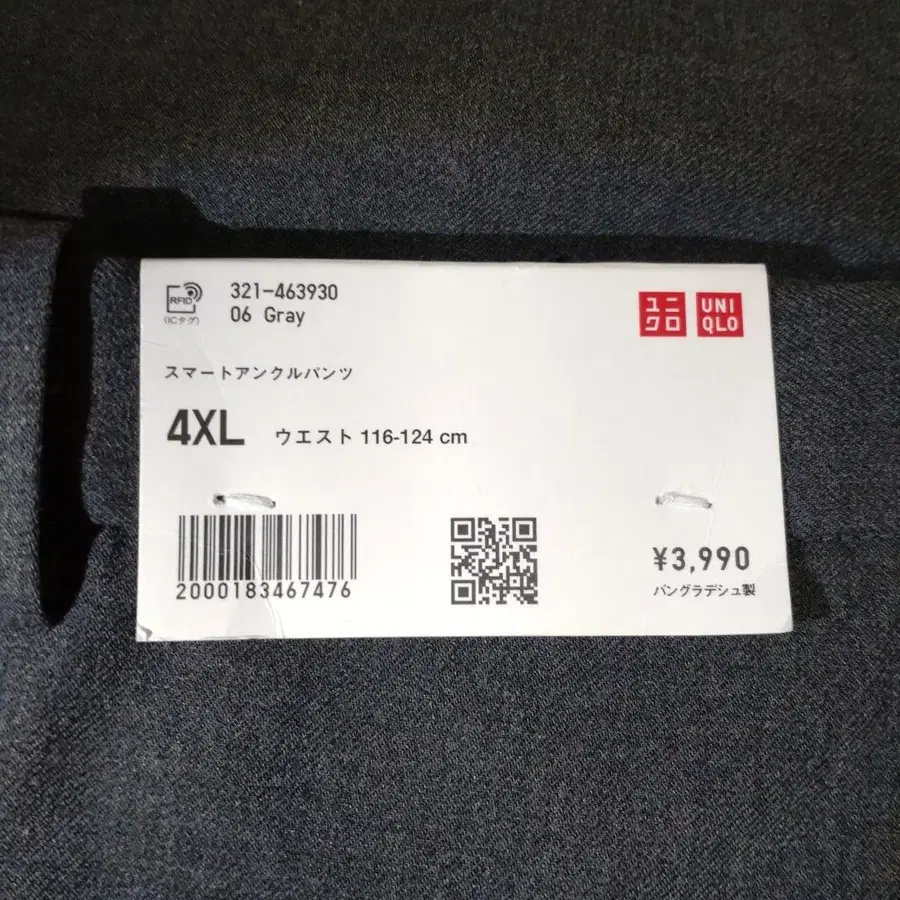 RFID
(ICタグ)
321-463930
06 Gray
ユニ
クロ
UNI
QLO
スマートアンクルパンツ
4XL ウエスト 116-124 cm
2000183467476
¥3,990
バングラデシュ製